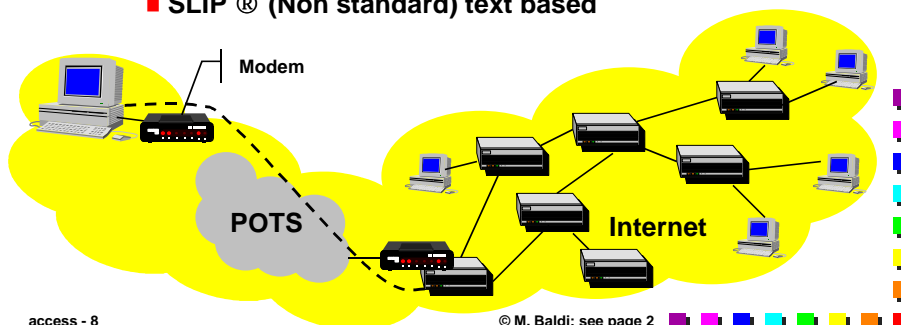 SLIP ® (Non standard) text based
Modem
POTS
Internet
access - 8
© M. Baldi: see page 2